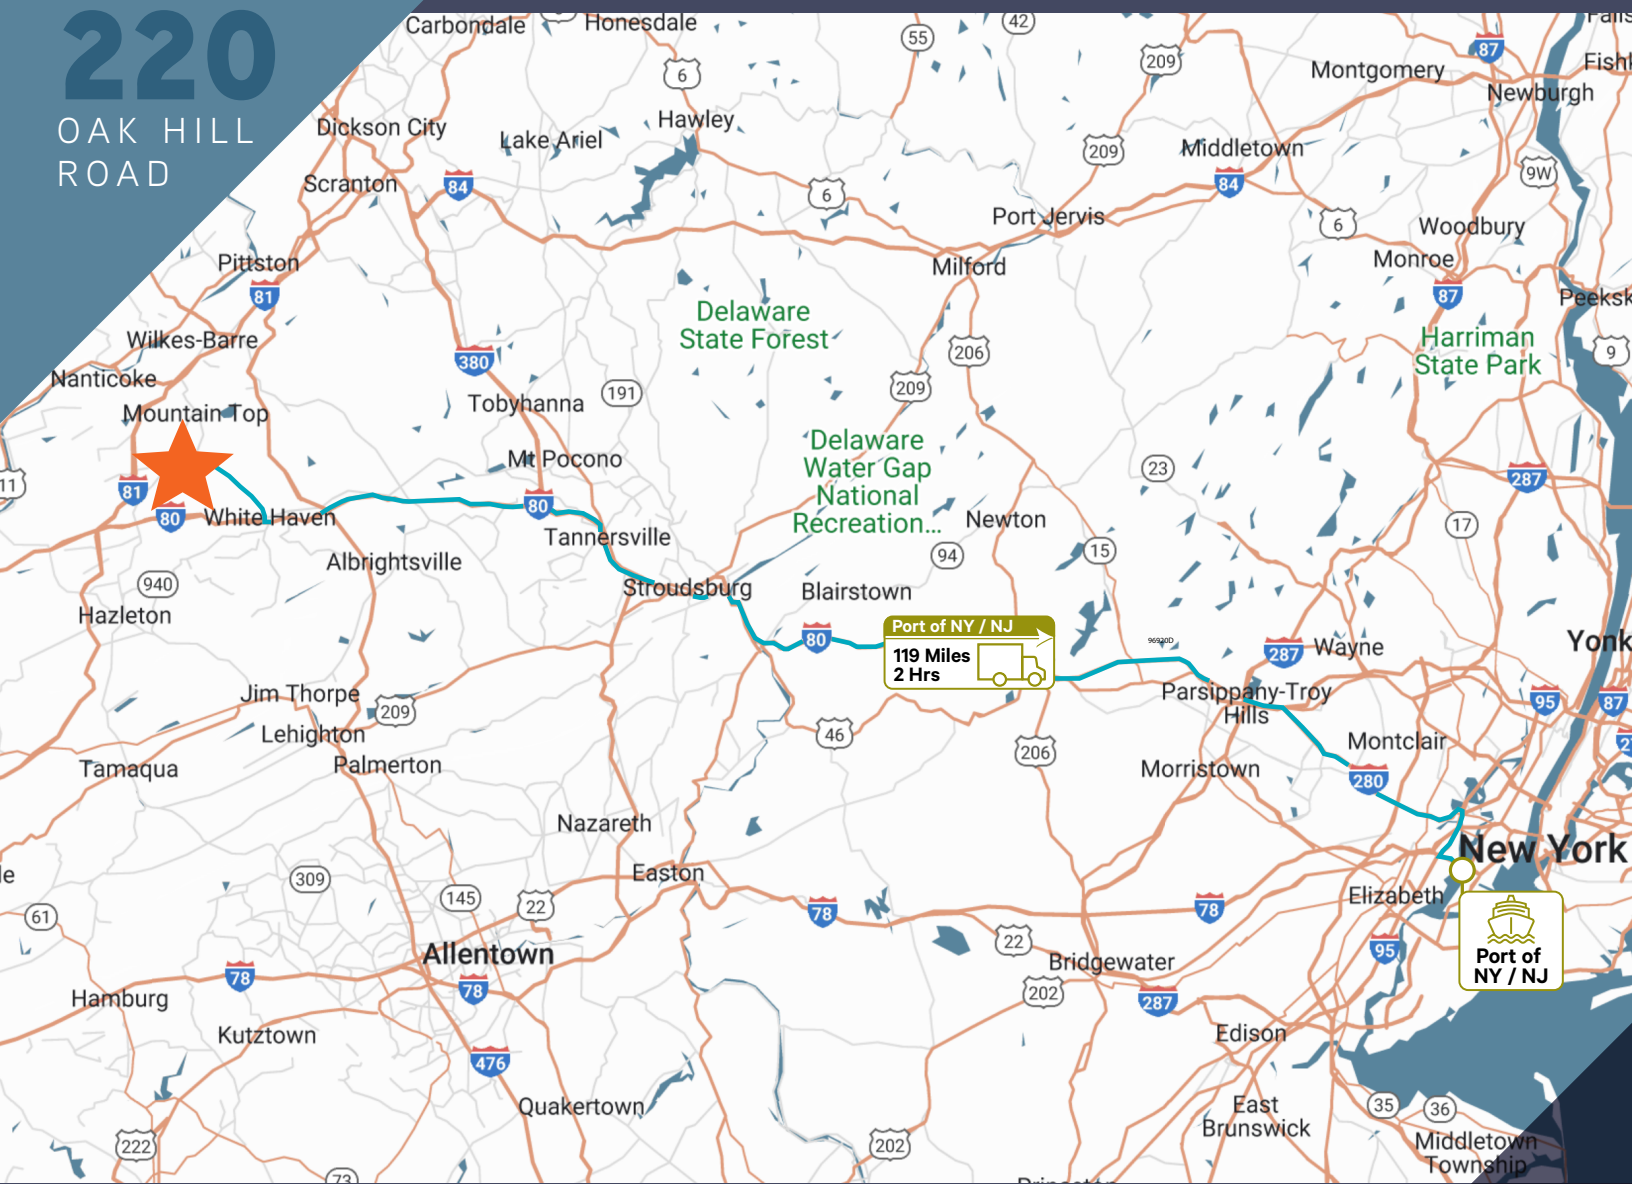 220
OAK HILL
ROAD
Carbondale
Honesdale
55
42
209
87
Montgomery
Newburgh
6
Dickson City
Lake Ariel
Hawley
209
Middletown
9W
Scranton
84
6
84
Port Jervis
6
Woodbury
Pittston
Milford
Monroe
81
87
Delaware
State Forest
Wilkes-Barre
Harriman
State Park
9
206
380
Nanticoke
191
209
Tobyhanna
Mountain Top
Delaware
Water Gap
National
Recreation...
Mt Pocono
23
287
11
81
80
White Haven
80
Newton
17
Tannersville
94
15
Albrightsville
940
Stroudsburg
Blairstown
Hazleton
Port of NY / NJ
119 Miles
2 Hrs
80
96920D
287
Wayne
Jim Thorpe
Parsippany-Troy
Hills
95
87
209
Lehighton
46
206
Montclair
Tamaqua
Palmerton
Morristown
280
Nazareth
New York
309
Easton
Elizabeth
61
145
22
78
78
Allentown
22
95
Port of
NY / NJ
Bridgewater
78
78
202
287
Hamburg
Kutztown
Edison
476
Quakertown
East
Brunswick
35
36
222
202
Middletown
Township
73